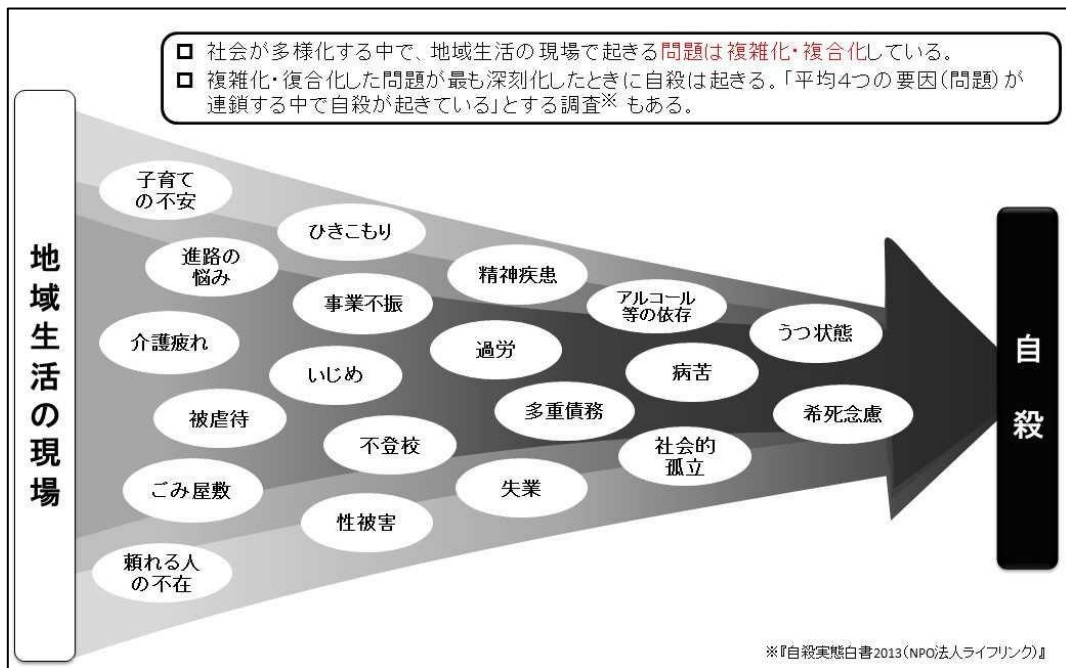 □ 社会が多様化する中で、地域生活の現場で起きる問題は複雑化・複合化している。
□ 複雑化・復合化した問題が最も深刻化したときに自殺は起きる。「平均4つの要因(問題)が
連鎖する中で自殺が起きている」とする調査※ もある。
地域生活の現場
子育て
の不安
進路の
悩み
介護疲れ
被虐待
ごみ屋敷
頼れる人
の不在
ひきこもり
事業不振
いじめ
不登校
性被害
精神疾患
過労
多重債務
失業
アルコール
等の依存
病苦
社会的
孤立
うつ状態
希死念慮
自殺
※『自殺実態白書2013(NPO法人ライフリンク)』